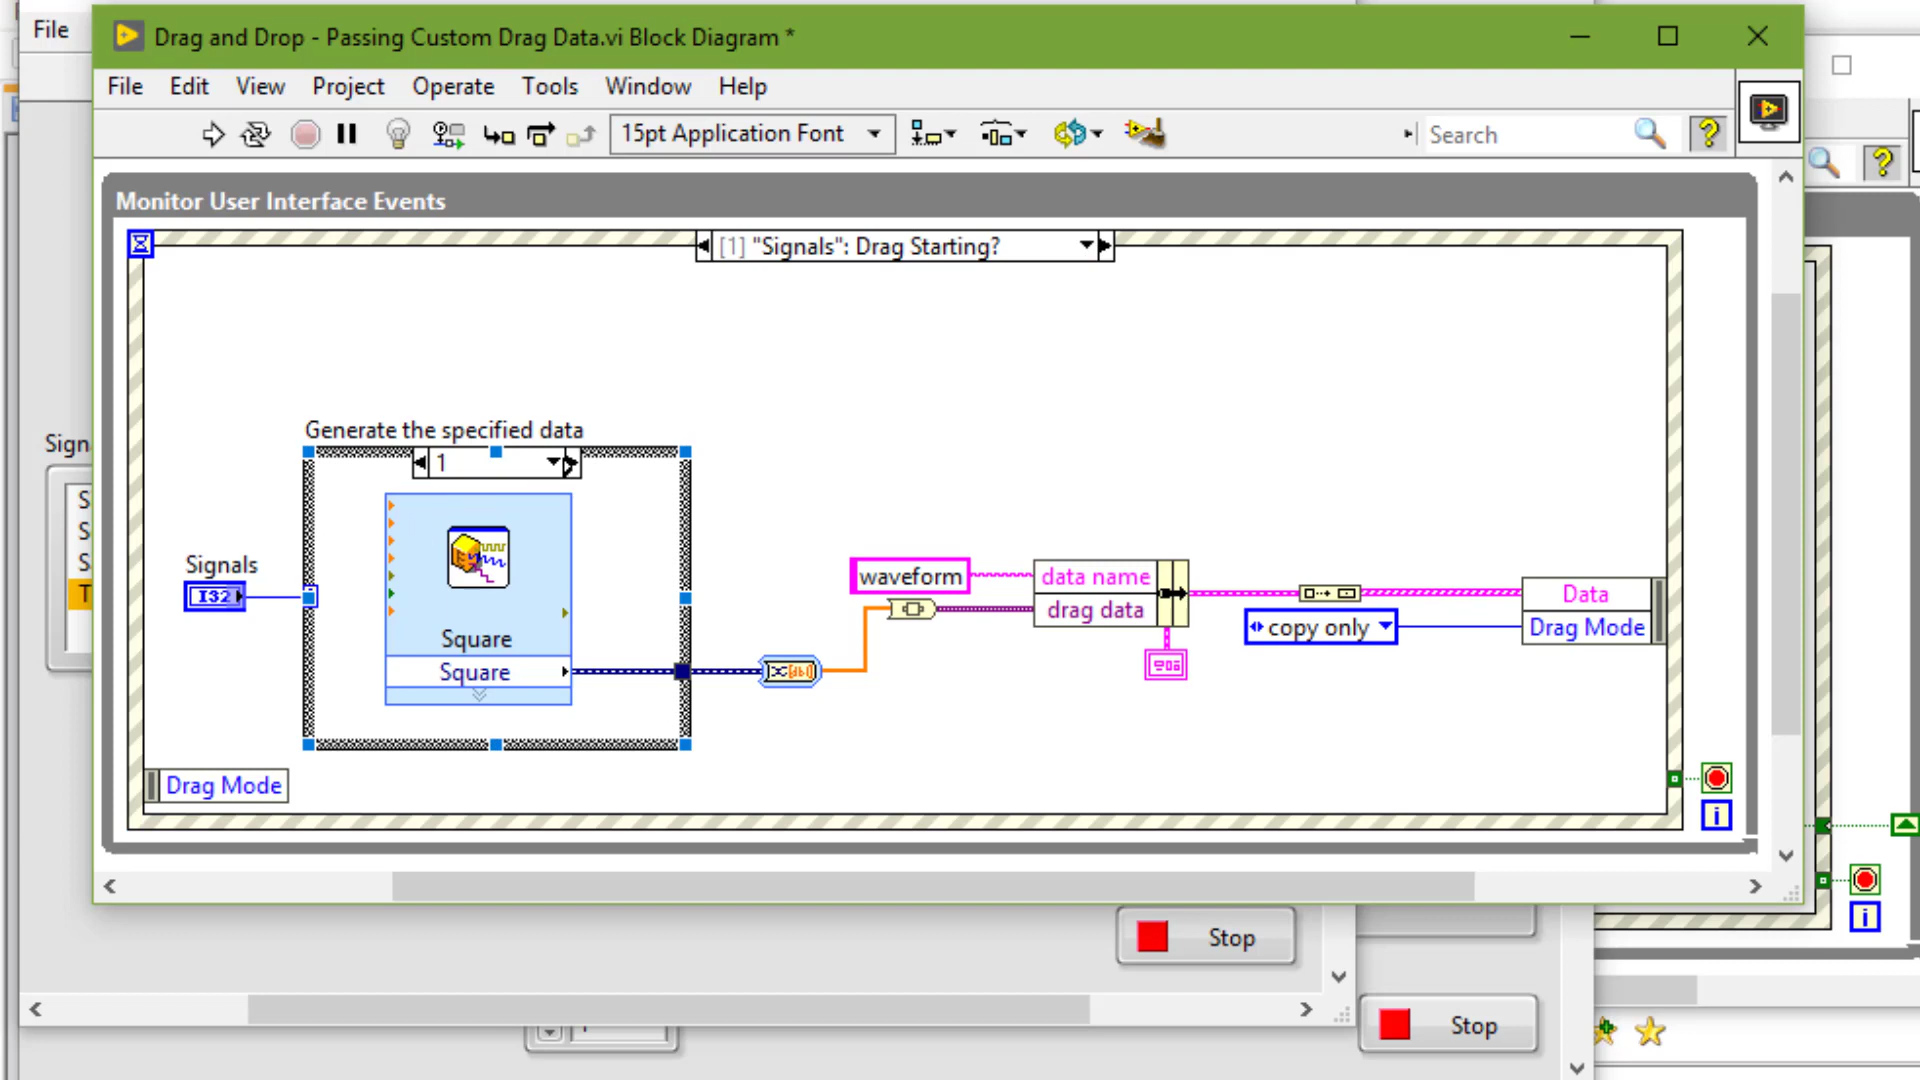 File
Drag and Drop - Passing Custom Drag Data.vi Block Diagram *
File Edit View Project Operate Tools Window Help
15pt Application Font
Search
Monitor User Interface Events
[1] "Signals": Drag Starting?
Generate the specified data
1
Signals
I32
Square
Square
waveform
data name
drag data
copy only
Data
Drag Mode
Drag Mode
i
Sign
S
S
S
T
i
Stop
Stop